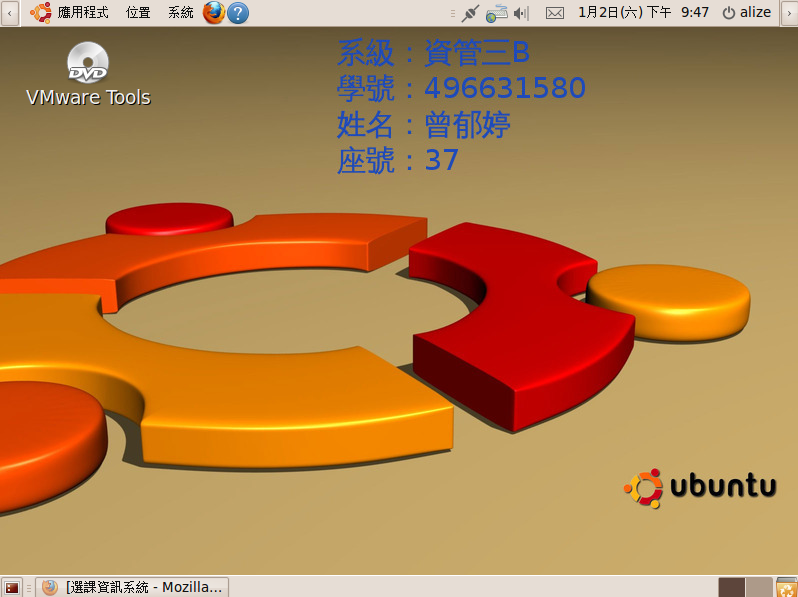 應用程式 位置 系統 1月2日(六) 下午 9:47 alize
DVD
VMware Tools
系級：資管三B
學號：496631580
姓名：曾郁婷
座號：37
ubuntu
[選課資訊系統 - Mozilla...